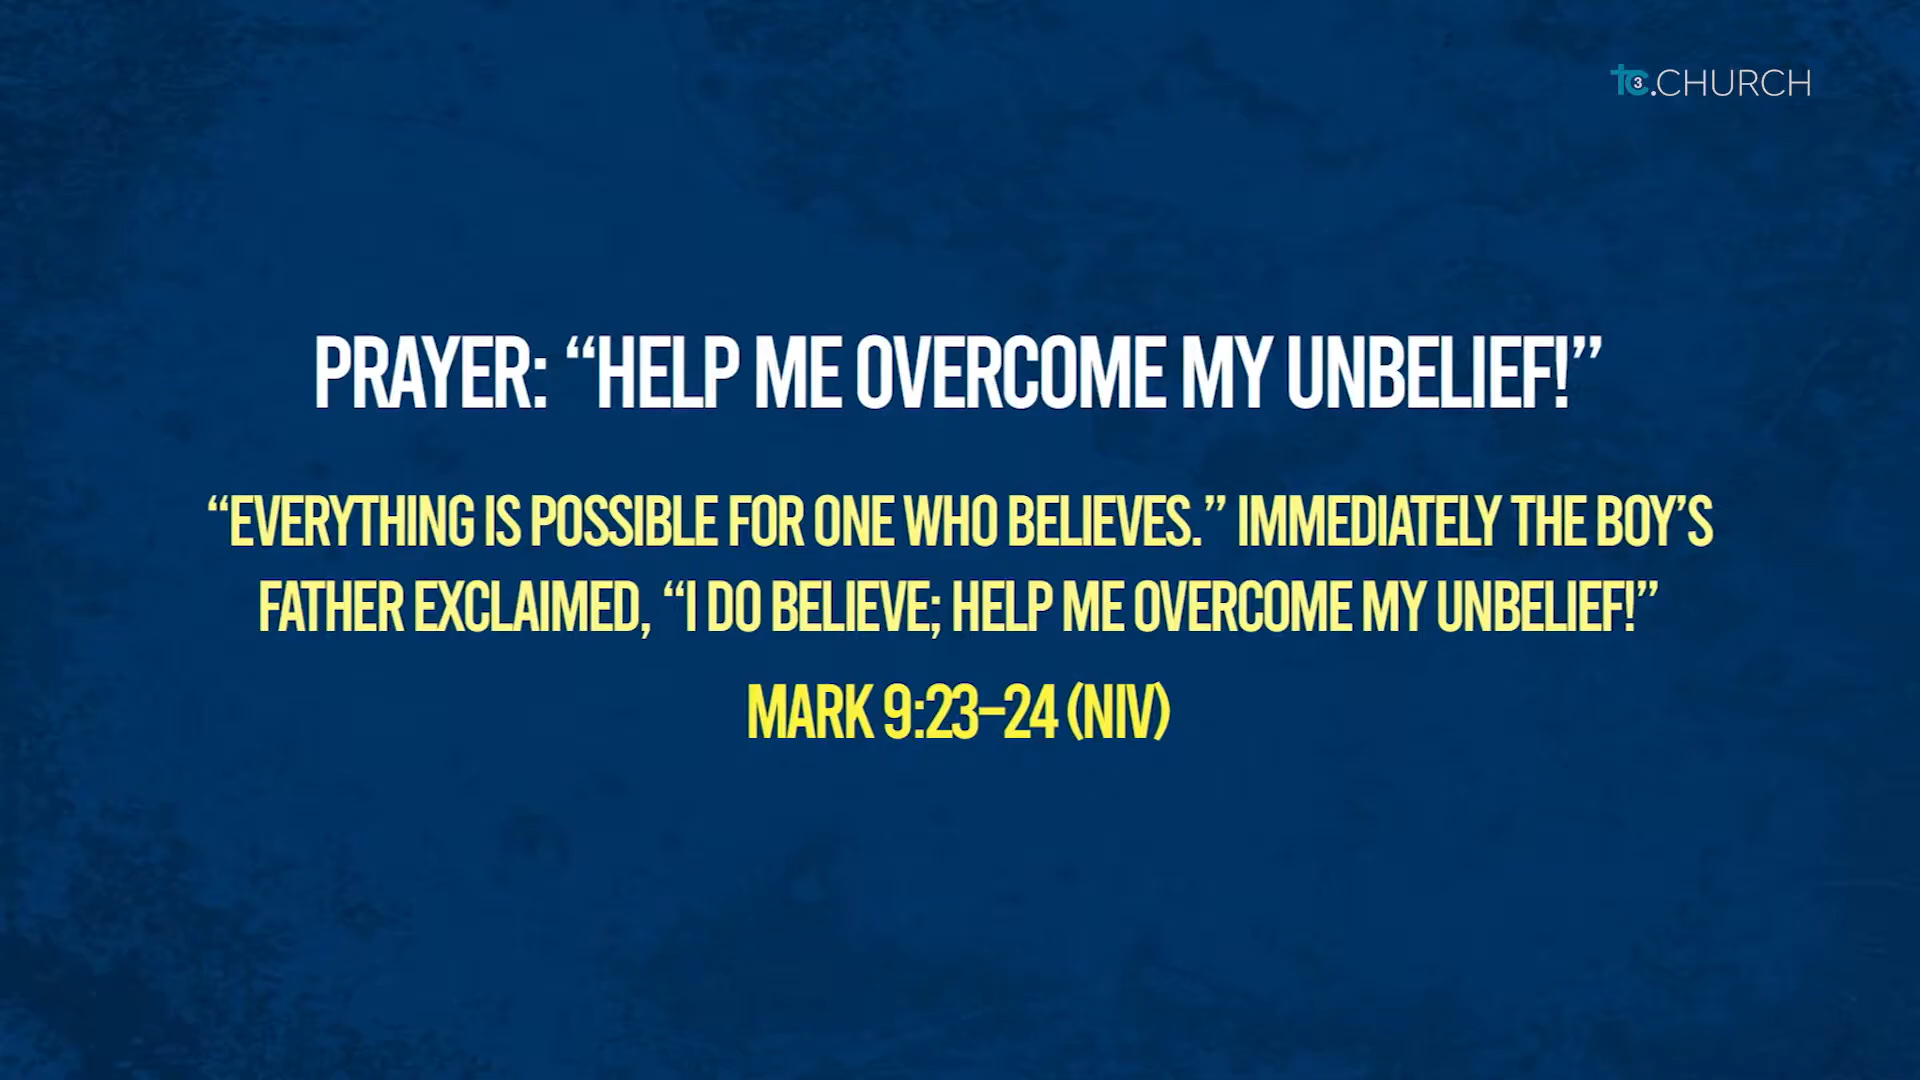 tc3.CHURCH
PRAYER: “HELP ME OVERCOME MY UNBELIEF!”
“EVERYTHING IS POSSIBLE FOR ONE WHO BELIEVES.” IMMEDIATELY THE BOY’S
FATHER EXCLAIMED, “I DO BELIEVE; HELP ME OVERCOME MY UNBELIEF!”
MARK 9:23–24 (NIV)